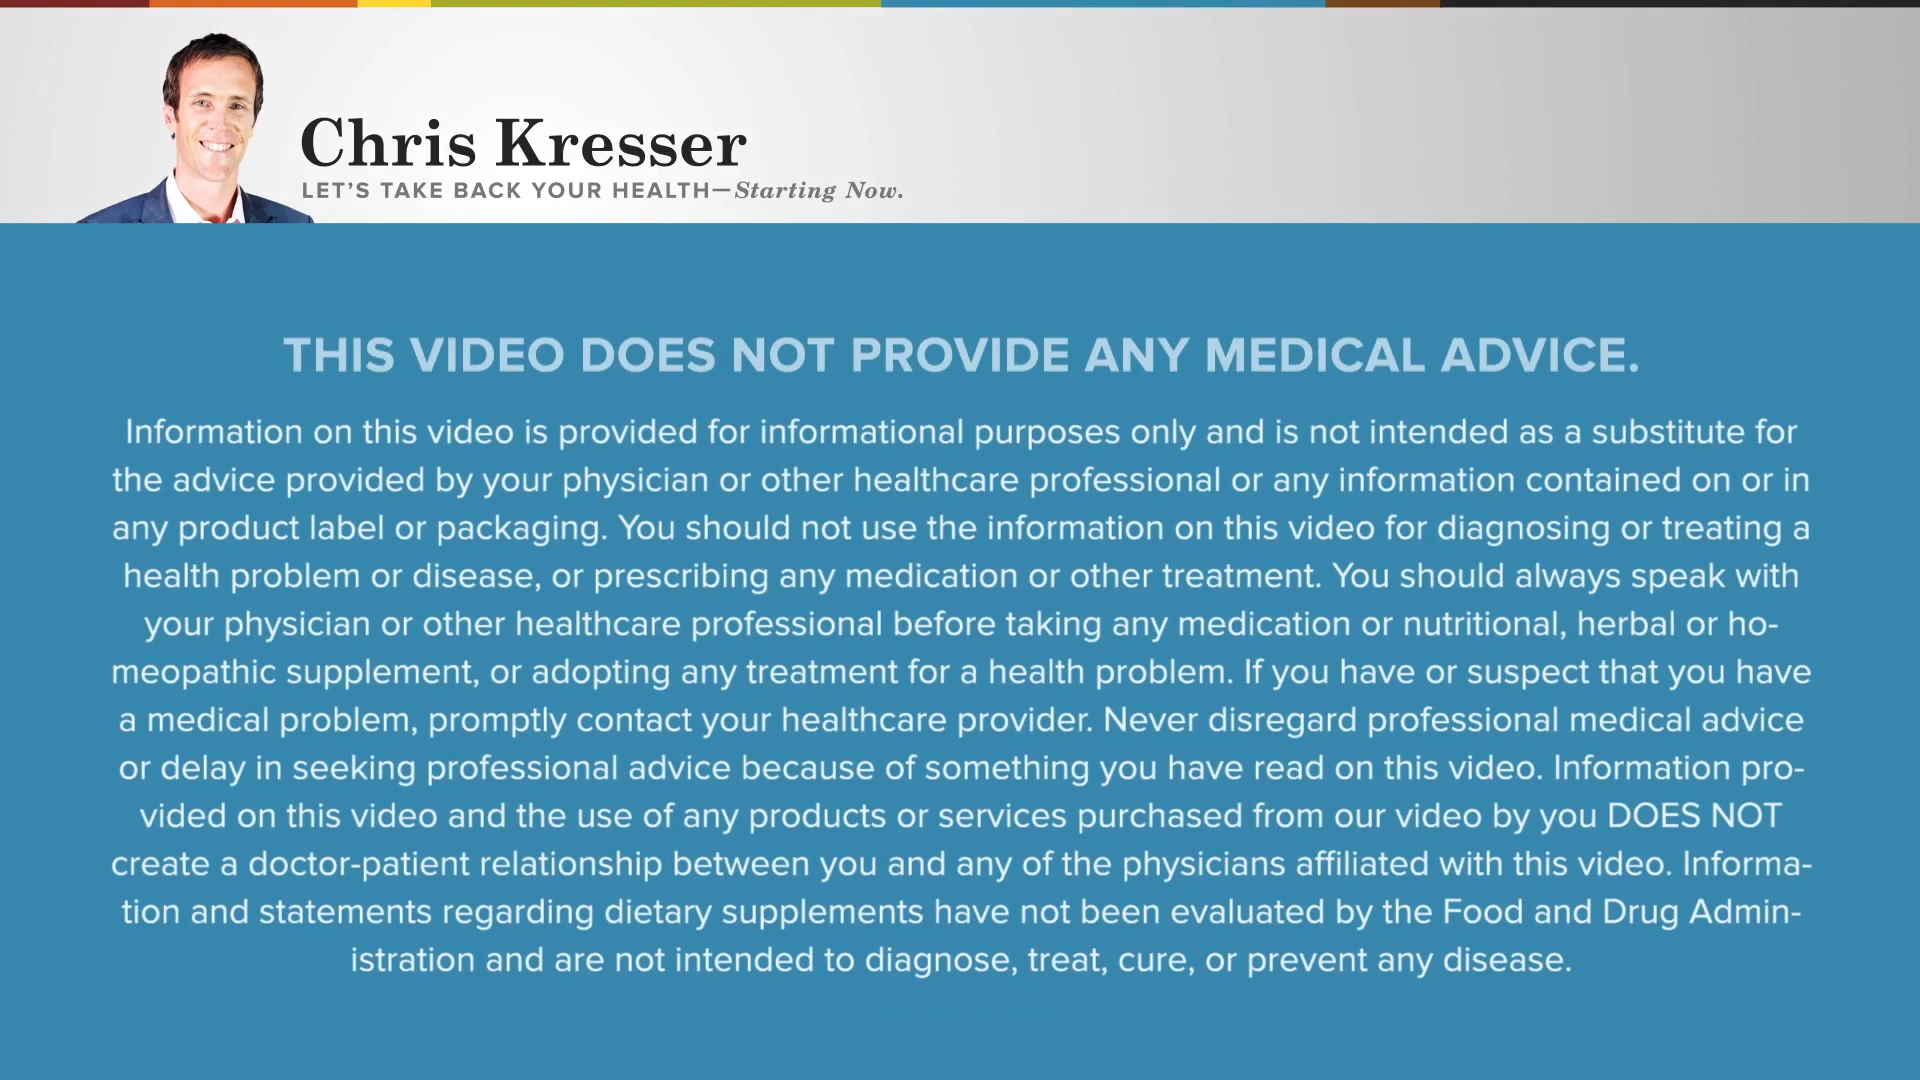 Chris Kresser
LET'S TAKE BACK YOUR HEALTH—Starting Now.
THIS VIDEO DOES NOT PROVIDE ANY MEDICAL ADVICE.
Information on this video is provided for informational purposes only and is not intended as a substitute for
the advice provided by your physician or other healthcare professional or any information contained on or in
any product label or packaging. You should not use the information on this video for diagnosing or treating a
health problem or disease, or prescribing any medication or other treatment. You should always speak with
your physician or other healthcare professional before taking any medication or nutritional, herbal or ho-
meopathic supplement, or adopting any treatment for a health problem. If you have or suspect that you have
a medical problem, promptly contact your healthcare provider. Never disregard professional medical advice
or delay in seeking professional advice because of something you have read on this video. Information pro-
vided on this video and the use of any products or services purchased from our video by you DOES NOT
create a doctor-patient relationship between you and any of the physicians affiliated with this video. Informa-
tion and statements regarding dietary supplements have not been evaluated by the Food and Drug Admin-
istration and are not intended to diagnose, treat, cure, or prevent any disease.